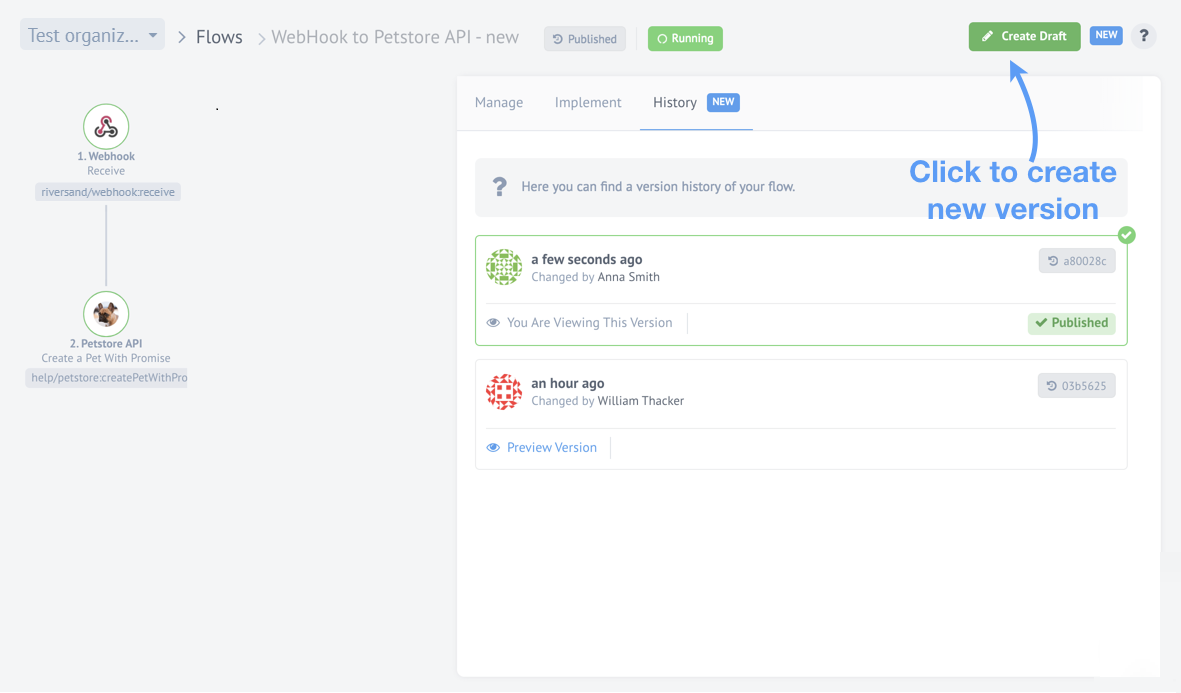 Test organiz...
Flows
WebHook to Petstore API - new
Published
Running
Create Draft
NEW
?
1. Webhook
Receive
riversand/webhook:receive
2. Petstore API
Create a Pet With Promise
help/petstore:createPetWithPro
Manage
Implement
History
NEW
Click to create
new version
? Here you can find a version history of your flow.
a few seconds ago
Changed by Anna Smith
a80028c
You Are Viewing This Version
Published
an hour ago
Changed by William Thacker
03b5625
Preview Version